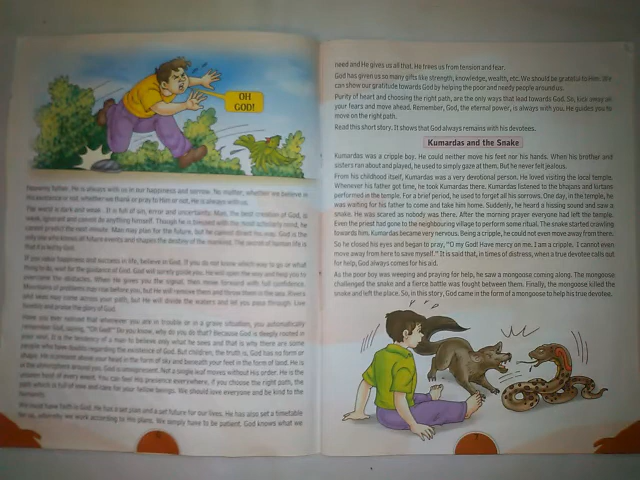 OH
GOD!
Heavenly father. He is always with us in our happiness and sorrow. No matter, whether we believe in
His existence or not, whether we thank or pray to Him or not, He is always with us.
The world is dark and weak. It is full of sin, error and uncertainty. Man, the best creation of God, is
weak, ignorant and cannot do anything himself. Though he is blessed with the most scholarly mind, he
cannot predict the next minute. Man may plan for the future, but he cannot God is the
only one who knows all future events and shapes the destiny of the mankind. The secret of human life is
that it is
If you value happiness and success in life, believe in God. If you do not know which way to go or what
thing to do, wait for the guidance of God. God will surely guide you. He will open the way and help you to
overcome the obstacles. When He gives you the signal, then move forward with full confidence.
Mountains of problems may rise before you, but He will remove them and throw them in the sea. Rivers
and seas may come across your path, but He will divide the waters and let you pass through. Live
and praise the glory of God.
Have you ever noticed that whenever you are in trouble or in a grave situation, you automatically
remember God, saying, "Oh God!" Do you know, why do you do that? Because God is deeply rooted in
your It is the tendency of a man to believe only what he sees and that is why there are some
people who have doubts regarding the existence of God. But children, the truth is, God has no form or
shape. He is present above your head in the form of sky and beneath your feet in the form of land. He is
in the atmosphere around you. God is omnipresent. Not a single leaf moves without His order. He is the
unseen of every event. You can feel His presence everywhere. If you choose the right path, the
path which is full of love and care for your fellow beings. We should love everyone and be kind to the
humanity.
We must have faith in God. He has a set plan and a set future for our lives. He has also set a timetable
for us, whereby we work according to His plans. We simply have to be patient. God knows what we
need and He gives us all that. He frees us from tension and fear.
God has given us so many gifts like strength, knowledge, wealth, etc. We should be grateful to Him. We
can show our gratitude towards God by helping the poor and needy people around us.
Purity of heart and choosing the right path, are the only ways that lead towards God. So, kick away
your fears and move ahead. Remember, God, the eternal power, is always with you. He guides you to
move on the right path.
Read this short story. It shows that God always remains with his devotees.
Kumardas and the Snake
Kumardas was a cripple boy. He could neither move his feet nor his hands. When his brother and
sisters ran about and played, he used to simply gaze at them. But he never felt jealous.
From his childhood itself, Kumardas was a very devotional person. He loved visiting the local temple.
Whenever his father got time, he took Kumardas there. Kumardas listened to the bhajans and kirtans
performed in the temple. For a brief period, he used to forget all his sorrows. One day, in the temple, he
was waiting for his father to come and take him home. Suddenly, he heard a hissing sound and saw a
snake. He was scared as nobody was there. After the morning prayer everyone had left the temple.
Even the priest had gone to the neighbouring village to perform some ritual. The snake started crawling
towards him. Kumardas became very nervous. Being a cripple, he could not even move away from there.
So he closed his eyes and began to pray, "O my God! Have mercy on me. I am a cripple. I cannot even
move away from here to save myself." It is said that, in times of distress, when a true devotee calls out
for help, God always comes for his aid.
As the poor boy was weeping and praying for help, he saw a mongoose coming along. The mongoose
challenged the snake and a fierce battle was fought between them. Finally, the mongoose killed the
snake and left the place. So, in this story, God came in the form of a mongoose to help his true devotee.